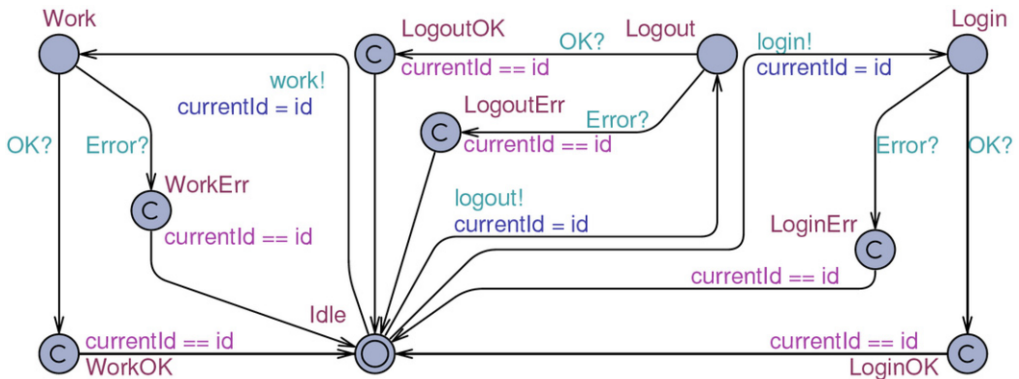 Work
LogoutOK
Logout
Login
OK?
login!
currentId == id
currentId = id
work!
currentId = id
LogoutErr
Error?
currentId == id
OK?
Error?
Error?
OK?
WorkErr
logout!
currentId = id
LoginErr
currentId == id
currentId == id
Idle
currentId == id
currentId == id
WorkOK
LoginOK
C
C
C
C
C
C